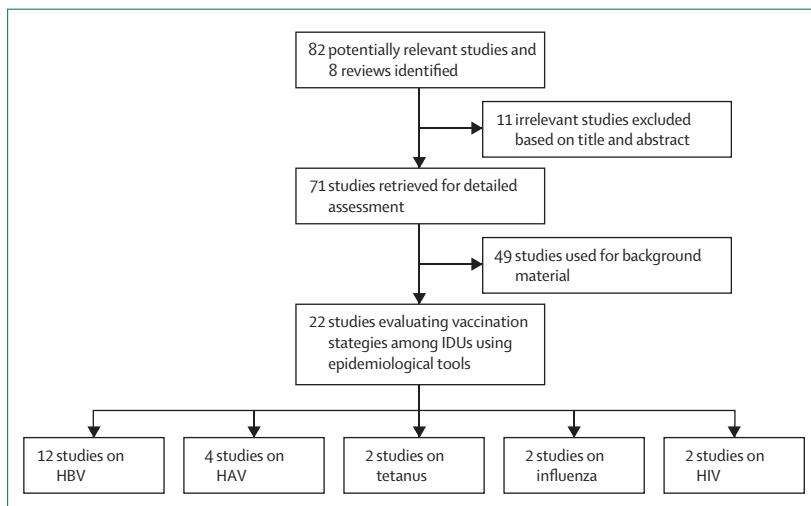 82 potentially relevant studies and
8 reviews identified
11 irrelevant studies excluded
based on title and abstract
71 studies retrieved for detailed
assessment
49 studies used for background
material
22 studies evaluating vaccination
stategies among IDUs using
epidemiological tools
12 studies on
HBV
4 studies on
HAV
2 studies on
tetanus
2 studies on
influenza
2 studies on
HIV